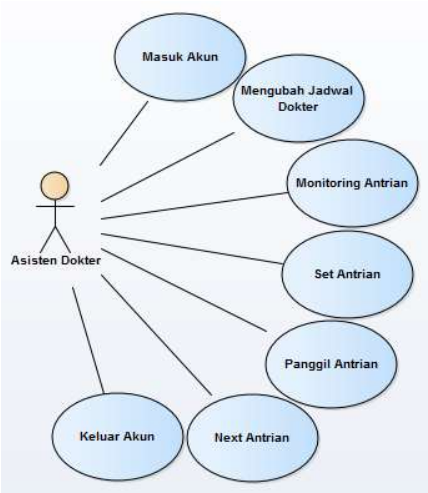 Masuk Akun
Mengubah Jadwal
Dokter
Monitoring Antrian
Asisten Dokter
Set Antrian
Panggil Antrian
Keluar Akun
Next Antrian